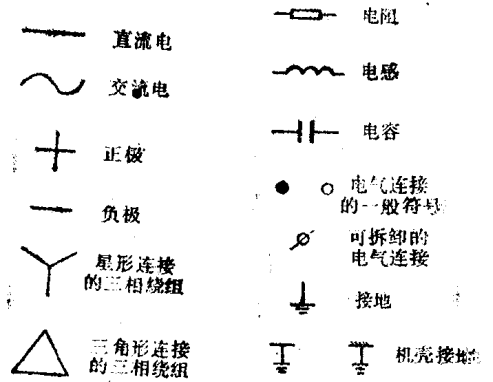 直流电
交流电
正极
负极
星形连接
的三相绕组
三角形连接
的三相绕组
电阻
电感
电容
电气连接
的一般符号
可拆卸的
电气连接
接地
机壳接地